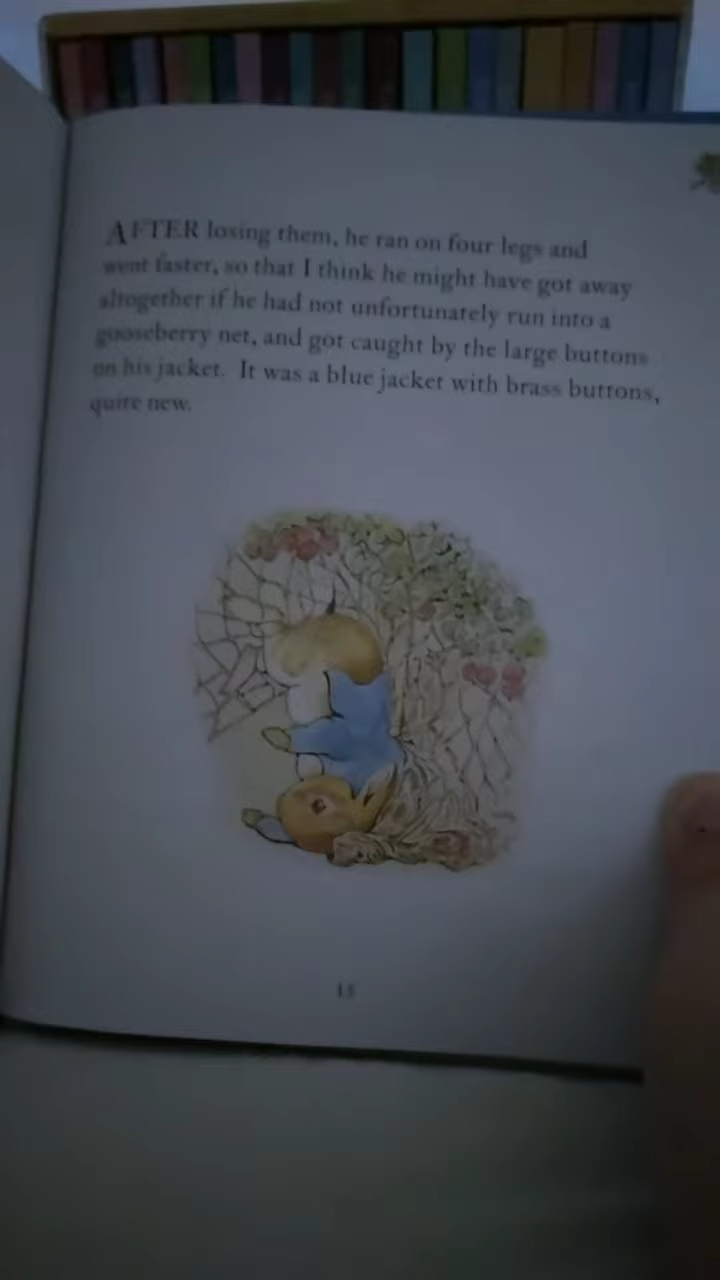 AFTER losing them, he ran on four legs and
went faster, so that I think he might have got away
altogether if he had not unfortunately run into a
gooseberry net, and got caught by the large buttons
on his jacket. It was a blue jacket with brass buttons,
quite new.